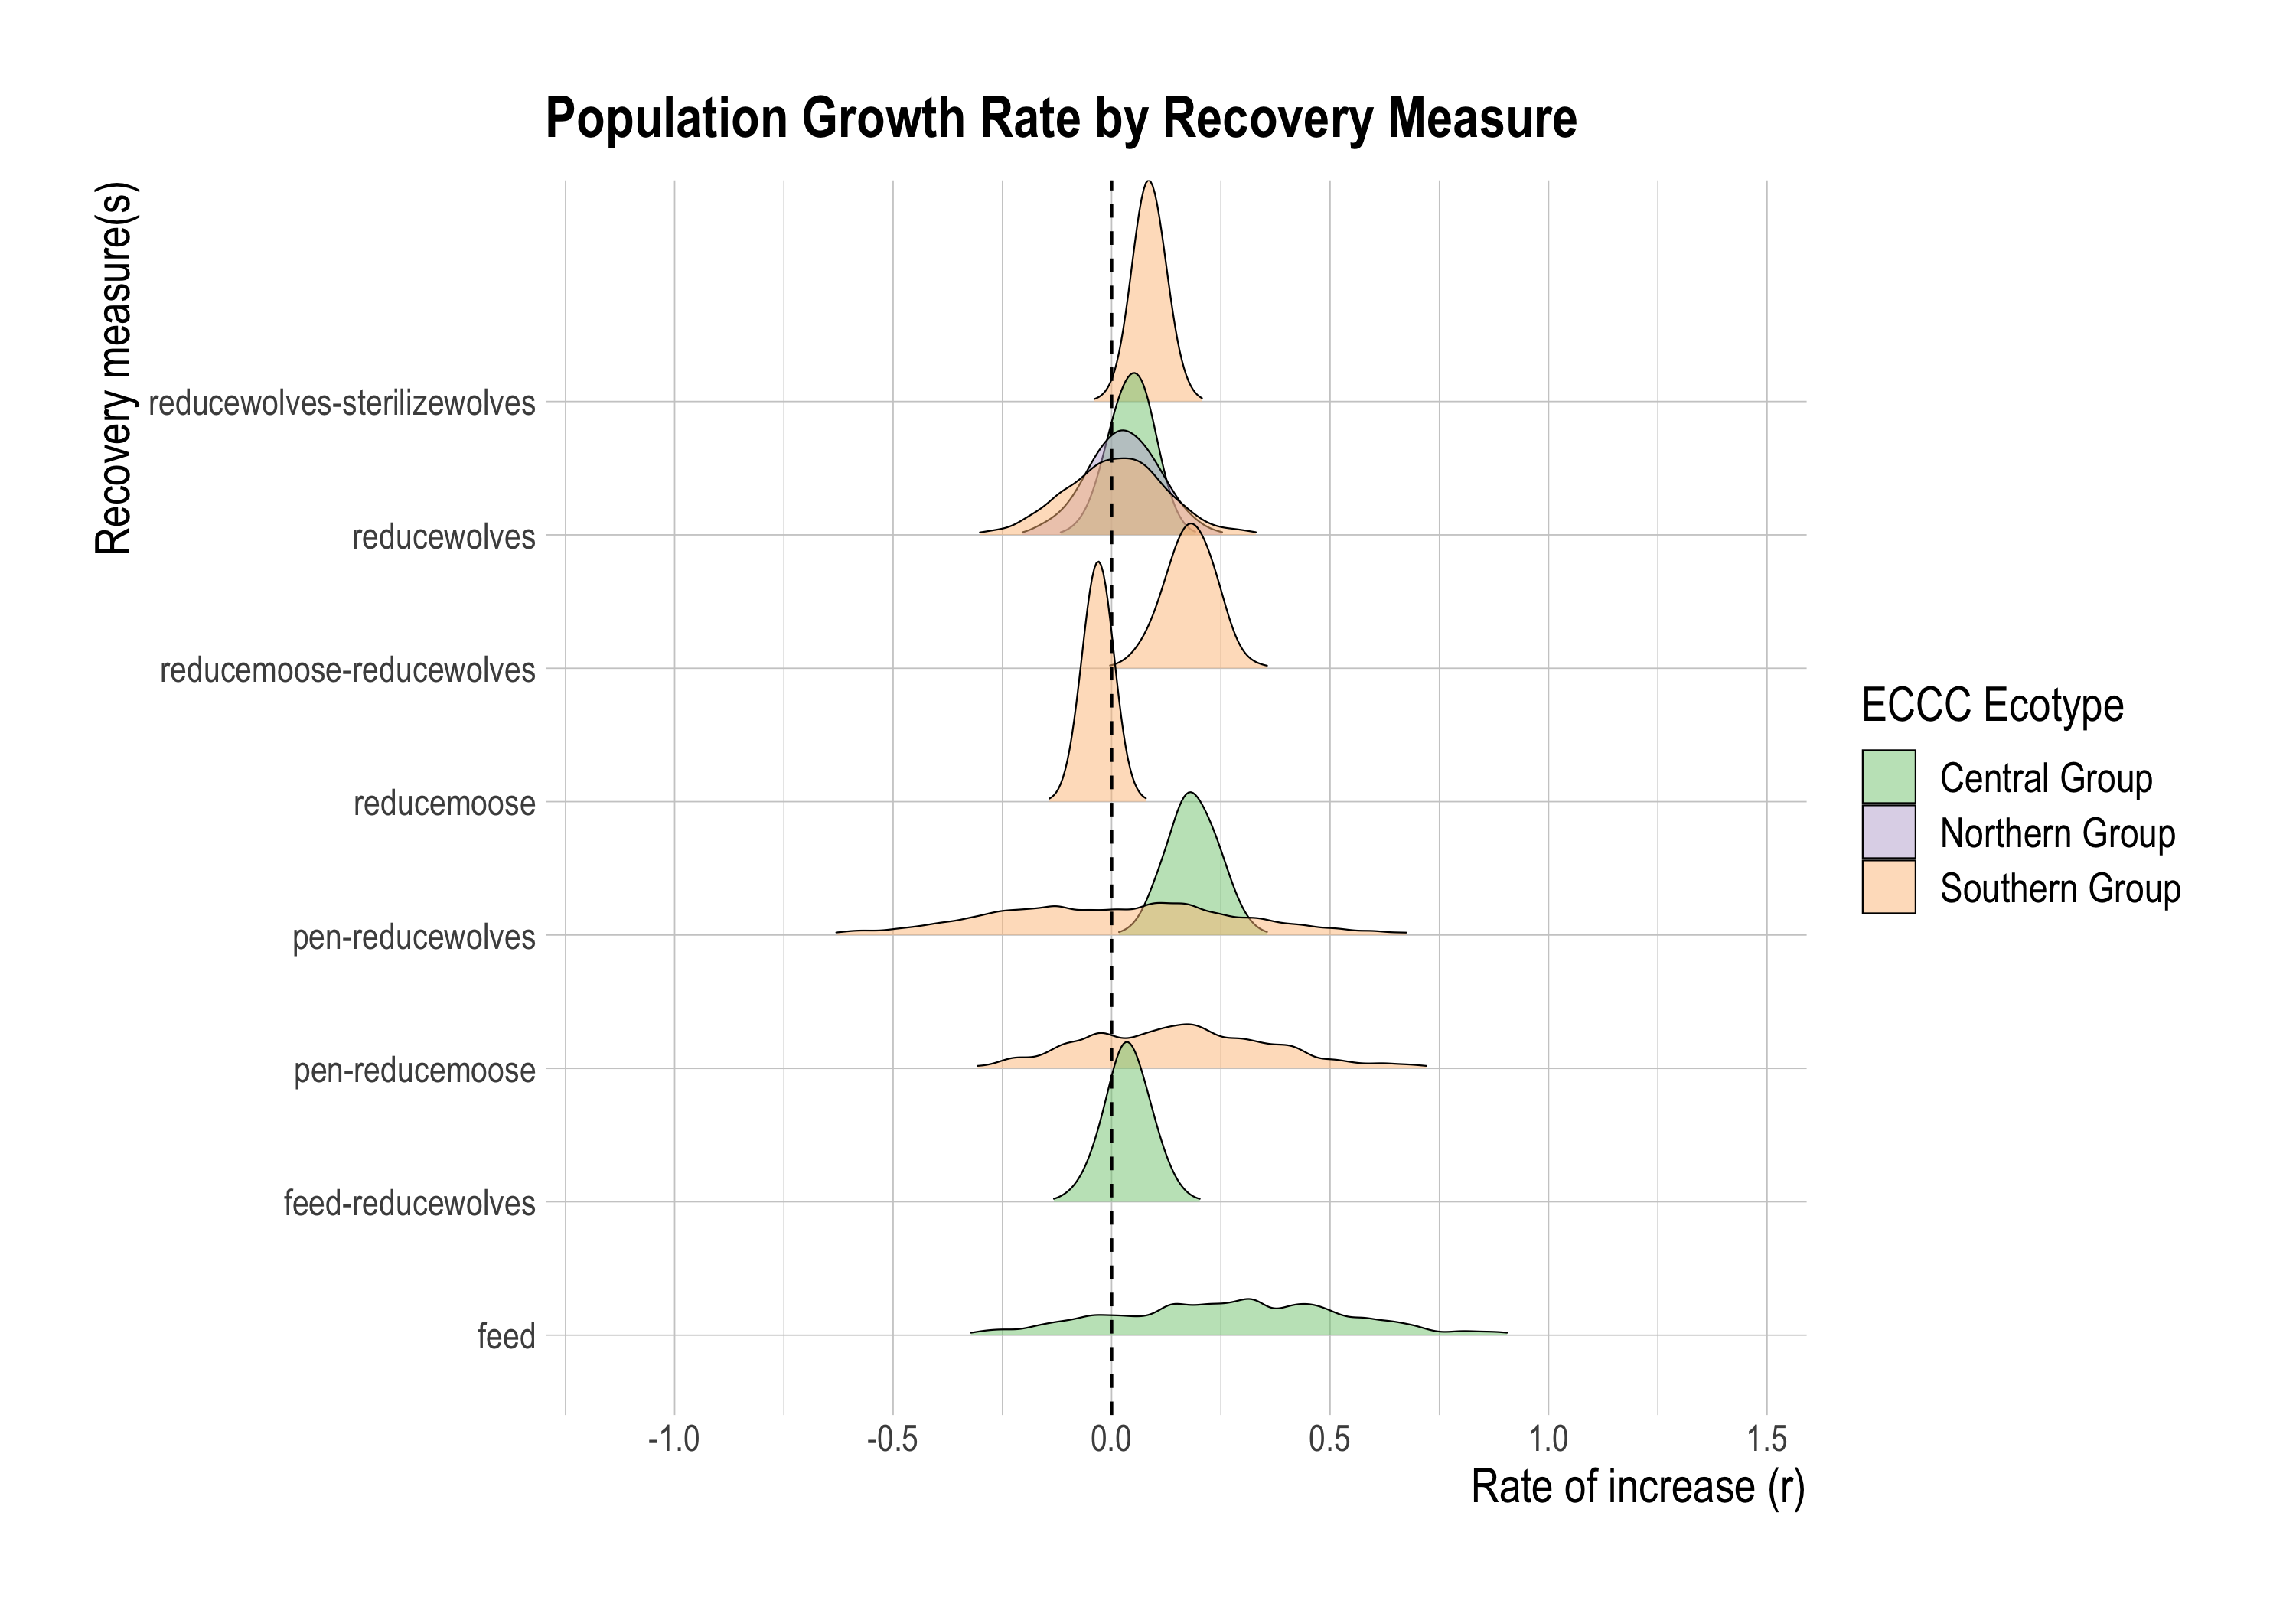 Population Growth Rate by Recovery Measure
Recovery measure(s)
reducewolves-sterilizewolves
reducewolves
reducemoose-reducewolves
reducemoose
pen-reducewolves
pen-reducemoose
feed-reducewolves
feed
-1.0
-0.5
0.0
0.5
1.0
1.5
Rate of increase (r)
ECCC Ecotype
Central Group
Northern Group
Southern Group